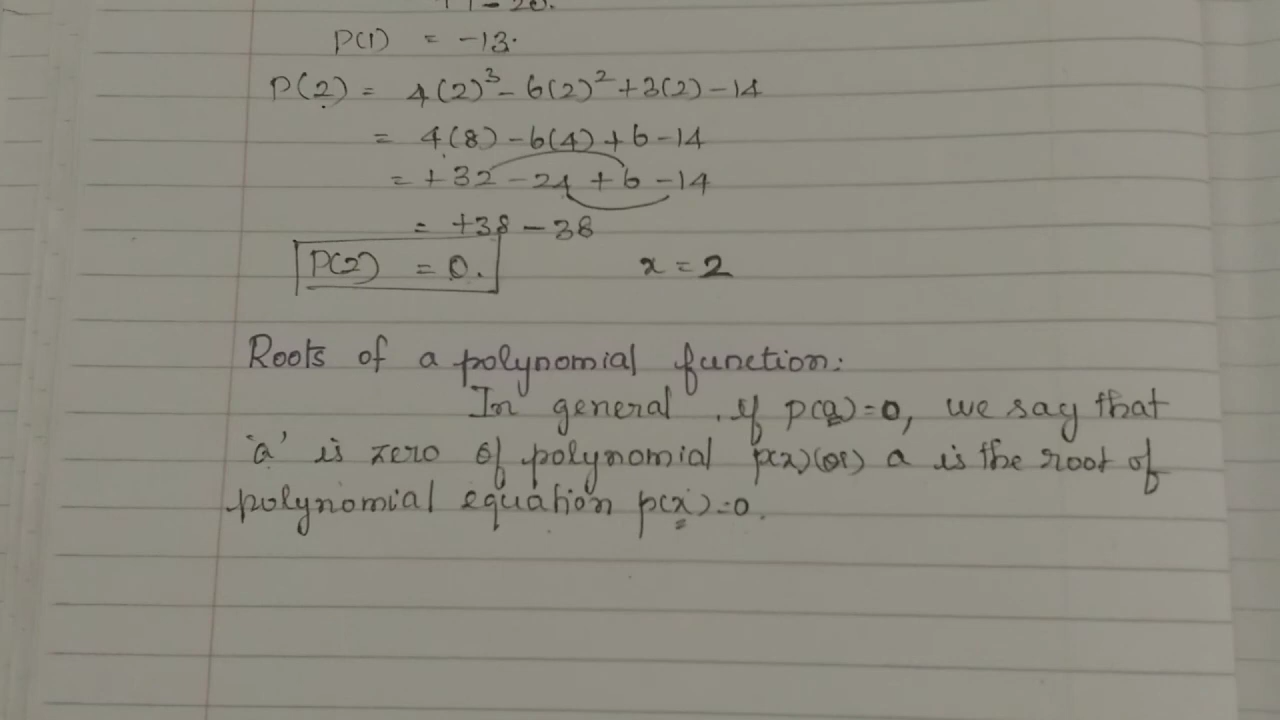 P(1) = -13.
P(2) = 4(2)³ - 6(2)² + 3(2) - 14
= 4(8) - 6(4) + 6 - 14
= +32 - 24 + 6 - 14
= +38 - 38
P(2) = 0. x = 2
Roots of a polynomial function:
In general, if p(a)=0, we say that
'a' is zero of polynomial p(x) (or) a is the root of
polynomial equation p(x)=0.